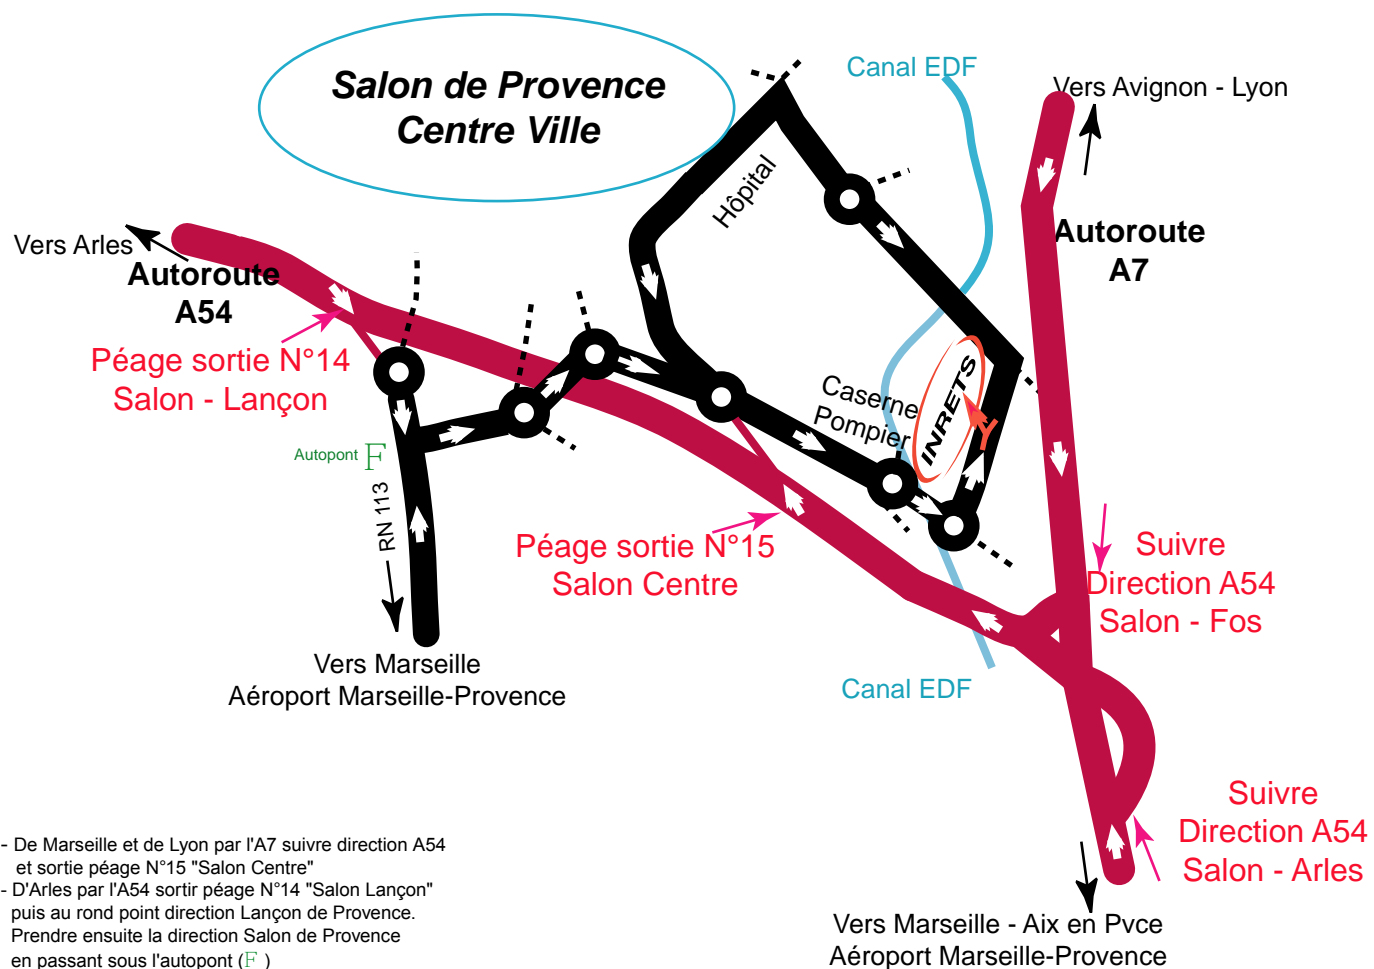 Salon de Provence
Centre Ville
Canal EDF
Vers Avignon - Lyon
Hôpital
Vers Arles
Autoroute
A54
Autoroute
A7
Péage sortie N°14
Salon - Lançon
Caserne
Pompier
INRETS
Autopont F
RN 113
Péage sortie N°15
Salon Centre
Suivre
Direction A54
Salon - Fos
Vers Marseille
Aéroport Marseille-Provence
Canal EDF
Suivre
Direction A54
Salon - Arles
- De Marseille et de Lyon par l'A7 suivre direction A54
et sortie péage N°15 "Salon Centre"
- D'Arles par l'A54 sortir péage N°14 "Salon Lançon"
puis au rond point direction Lançon de Provence.
Prendre ensuite la direction Salon de Provence
en passant sous l'autopont (F )
Vers Marseille - Aix en Pvce
Aéroport Marseille-Provence